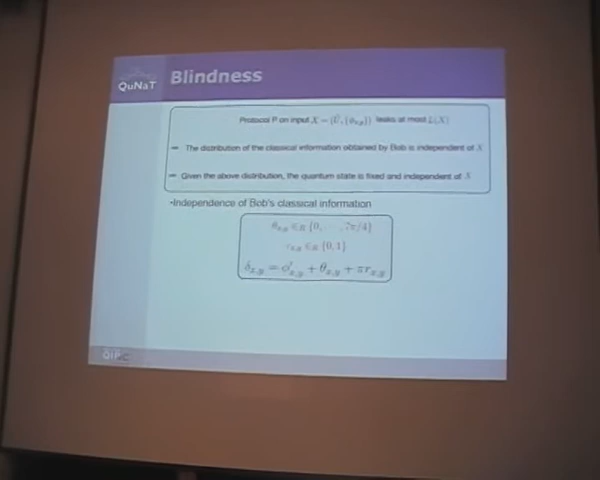 QuNaT
Blindness
Protocol P on input X = (Ũ, {φx,y}) leaks at most L(X)
– The distribution of the classical information obtained by Bob is independent of X
– Given the above distribution, the quantum state is fixed and independent of X
•Independence of Bob's classical information
θx,y ∈R {0, ··· , 7π/4}
rx,y ∈R {0,1}
δx,y = φ′x,y + θx,y + πrx,y